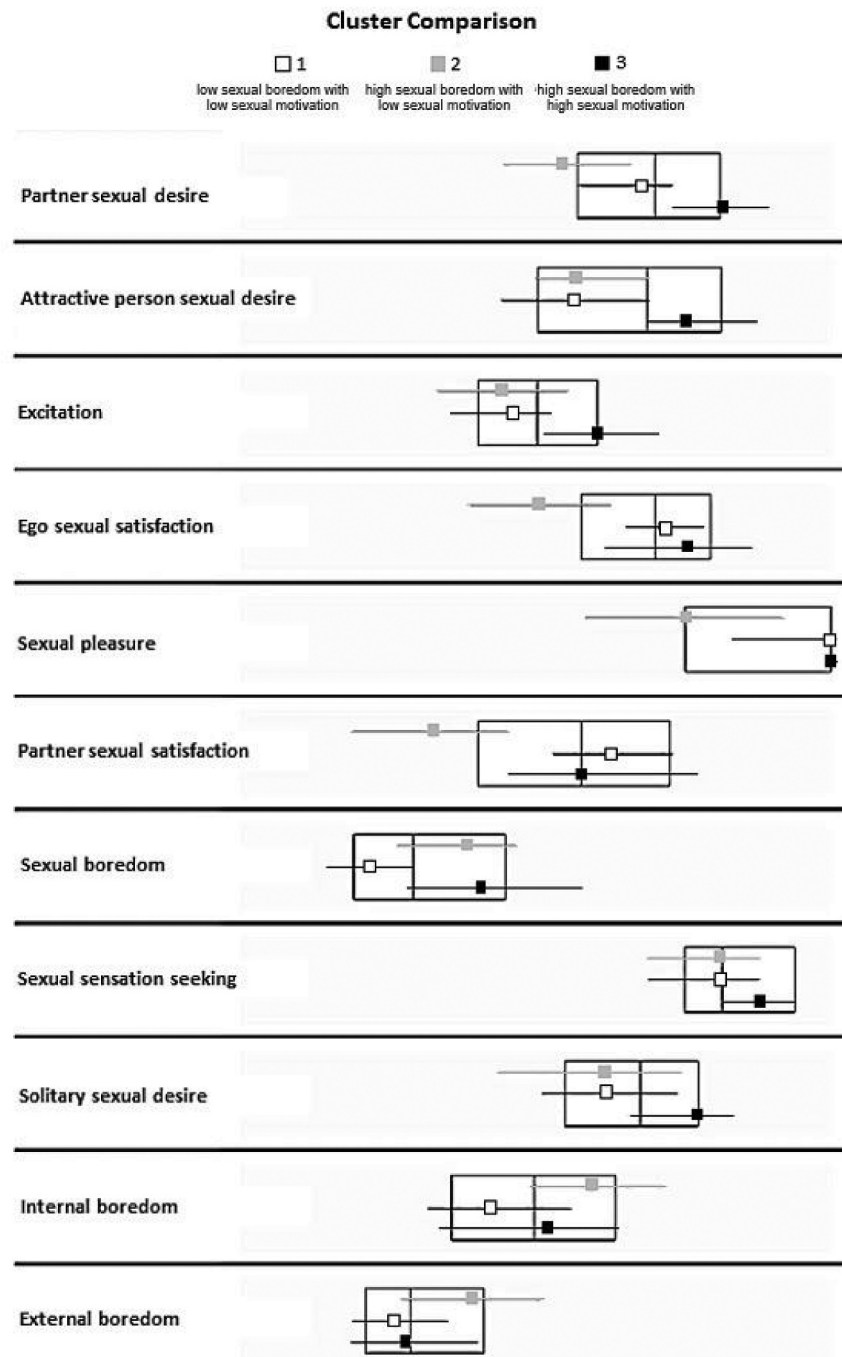 Cluster Comparison
1 2 3
low sexual boredom with high sexual boredom with high sexual boredom with
low sexual motivation low sexual motivation high sexual motivation
Partner sexual desire
Attractive person sexual desire
Excitation
Ego sexual satisfaction
Sexual pleasure
Partner sexual satisfaction
Sexual boredom
Sexual sensation seeking
Solitary sexual desire
Internal boredom
External boredom